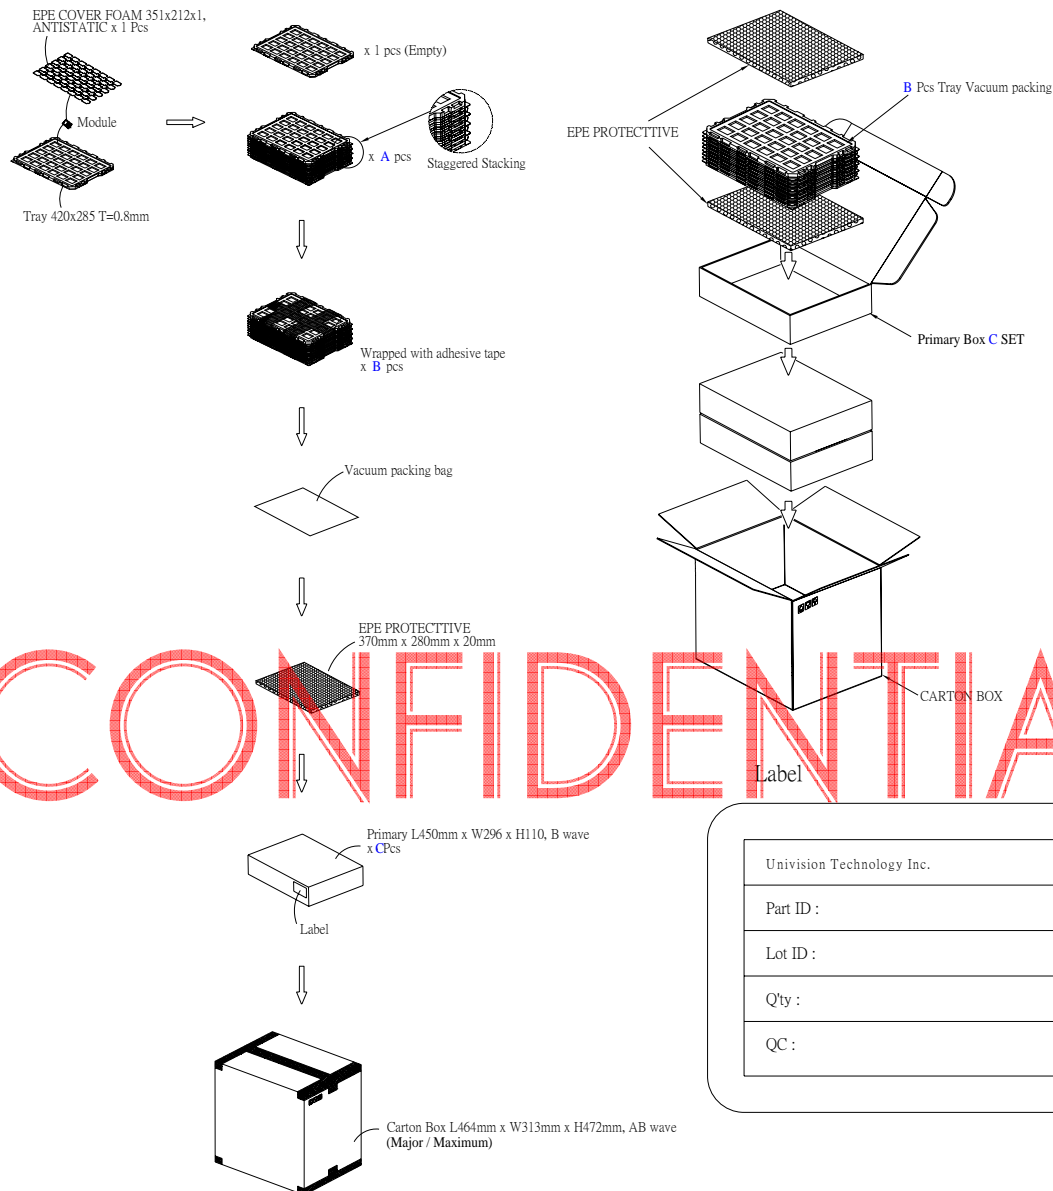 EPE COVER FOAM 351x212x1,
ANTISTATIC x 1 Pcs
Module
Tray 420x285 T=0.8mm
x 1 pcs (Empty)
x A pcs
Staggered Stacking
Wrapped with adhesive tape
x B pcs
Vacuum packing bag
EPE PROTECTTIVE
370mm x 280mm x 20mm
Primary L450mm x W296 x H110, B wave
x CPcs
Label
Carton Box L464mm x W313mm x H472mm, AB wave
(Major / Maximum)
B Pcs Tray Vacuum packing
EPE PROTECTTIVE
Primary Box C SET
CARTON BOX
CONFIDENTIA
Label
Univision Technology Inc.
Part ID :
Lot ID :
Q'ty :
QC :